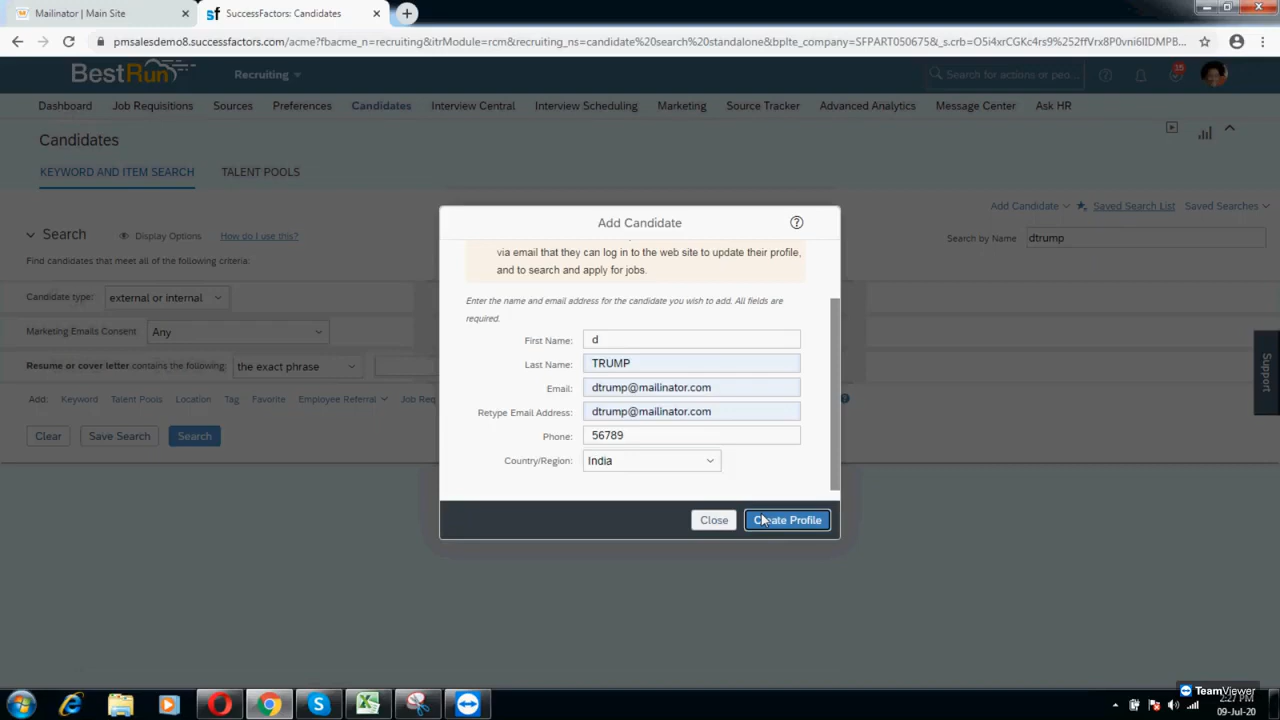 Mailinator | Main Site
SuccessFactors: Candidates
pmsalesdemo8.successfactors.com/acme?fbacme_n=recruiting&itrModule=rcm&recruiting_ns=candidate%20search%20standalone&bplte_company=SFPART050675&_s.crb=O5i4xrCGKc4rs9%252ffVrx8P0vni6lIDMPB...
BestRun
Recruiting
Search for actions or peo...
15
Dashboard Job Requisitions Sources Preferences Candidates Interview Central Interview Scheduling Marketing Source Tracker Advanced Analytics Message Center Ask HR
Candidates
KEYWORD AND ITEM SEARCH TALENT POOLS
Add Candidate Saved Search List Saved Searches
Search Display Options How do I use this?
Search by Name dtrump
Find candidates that meet all of the following criteria:
Candidate type: external or internal
Marketing Emails Consent Any
Resume or cover letter contains the following: the exact phrase
Add: Keyword Talent Pools Location Tag Favorite Employee Referral Job Req
Clear Save Search Search
Support
Add Candidate
via email that they can log in to the web site to update their profile,
and to search and apply for jobs.
Enter the name and email address for the candidate you wish to add. All fields are
required.
First Name: d
Last Name: TRUMP
Email: dtrump@mailinator.com
Retype Email Address: dtrump@mailinator.com
Phone: 56789
Country/Region: India
Close Create Profile
TeamViewer
2:27 PM
09-Jul-20